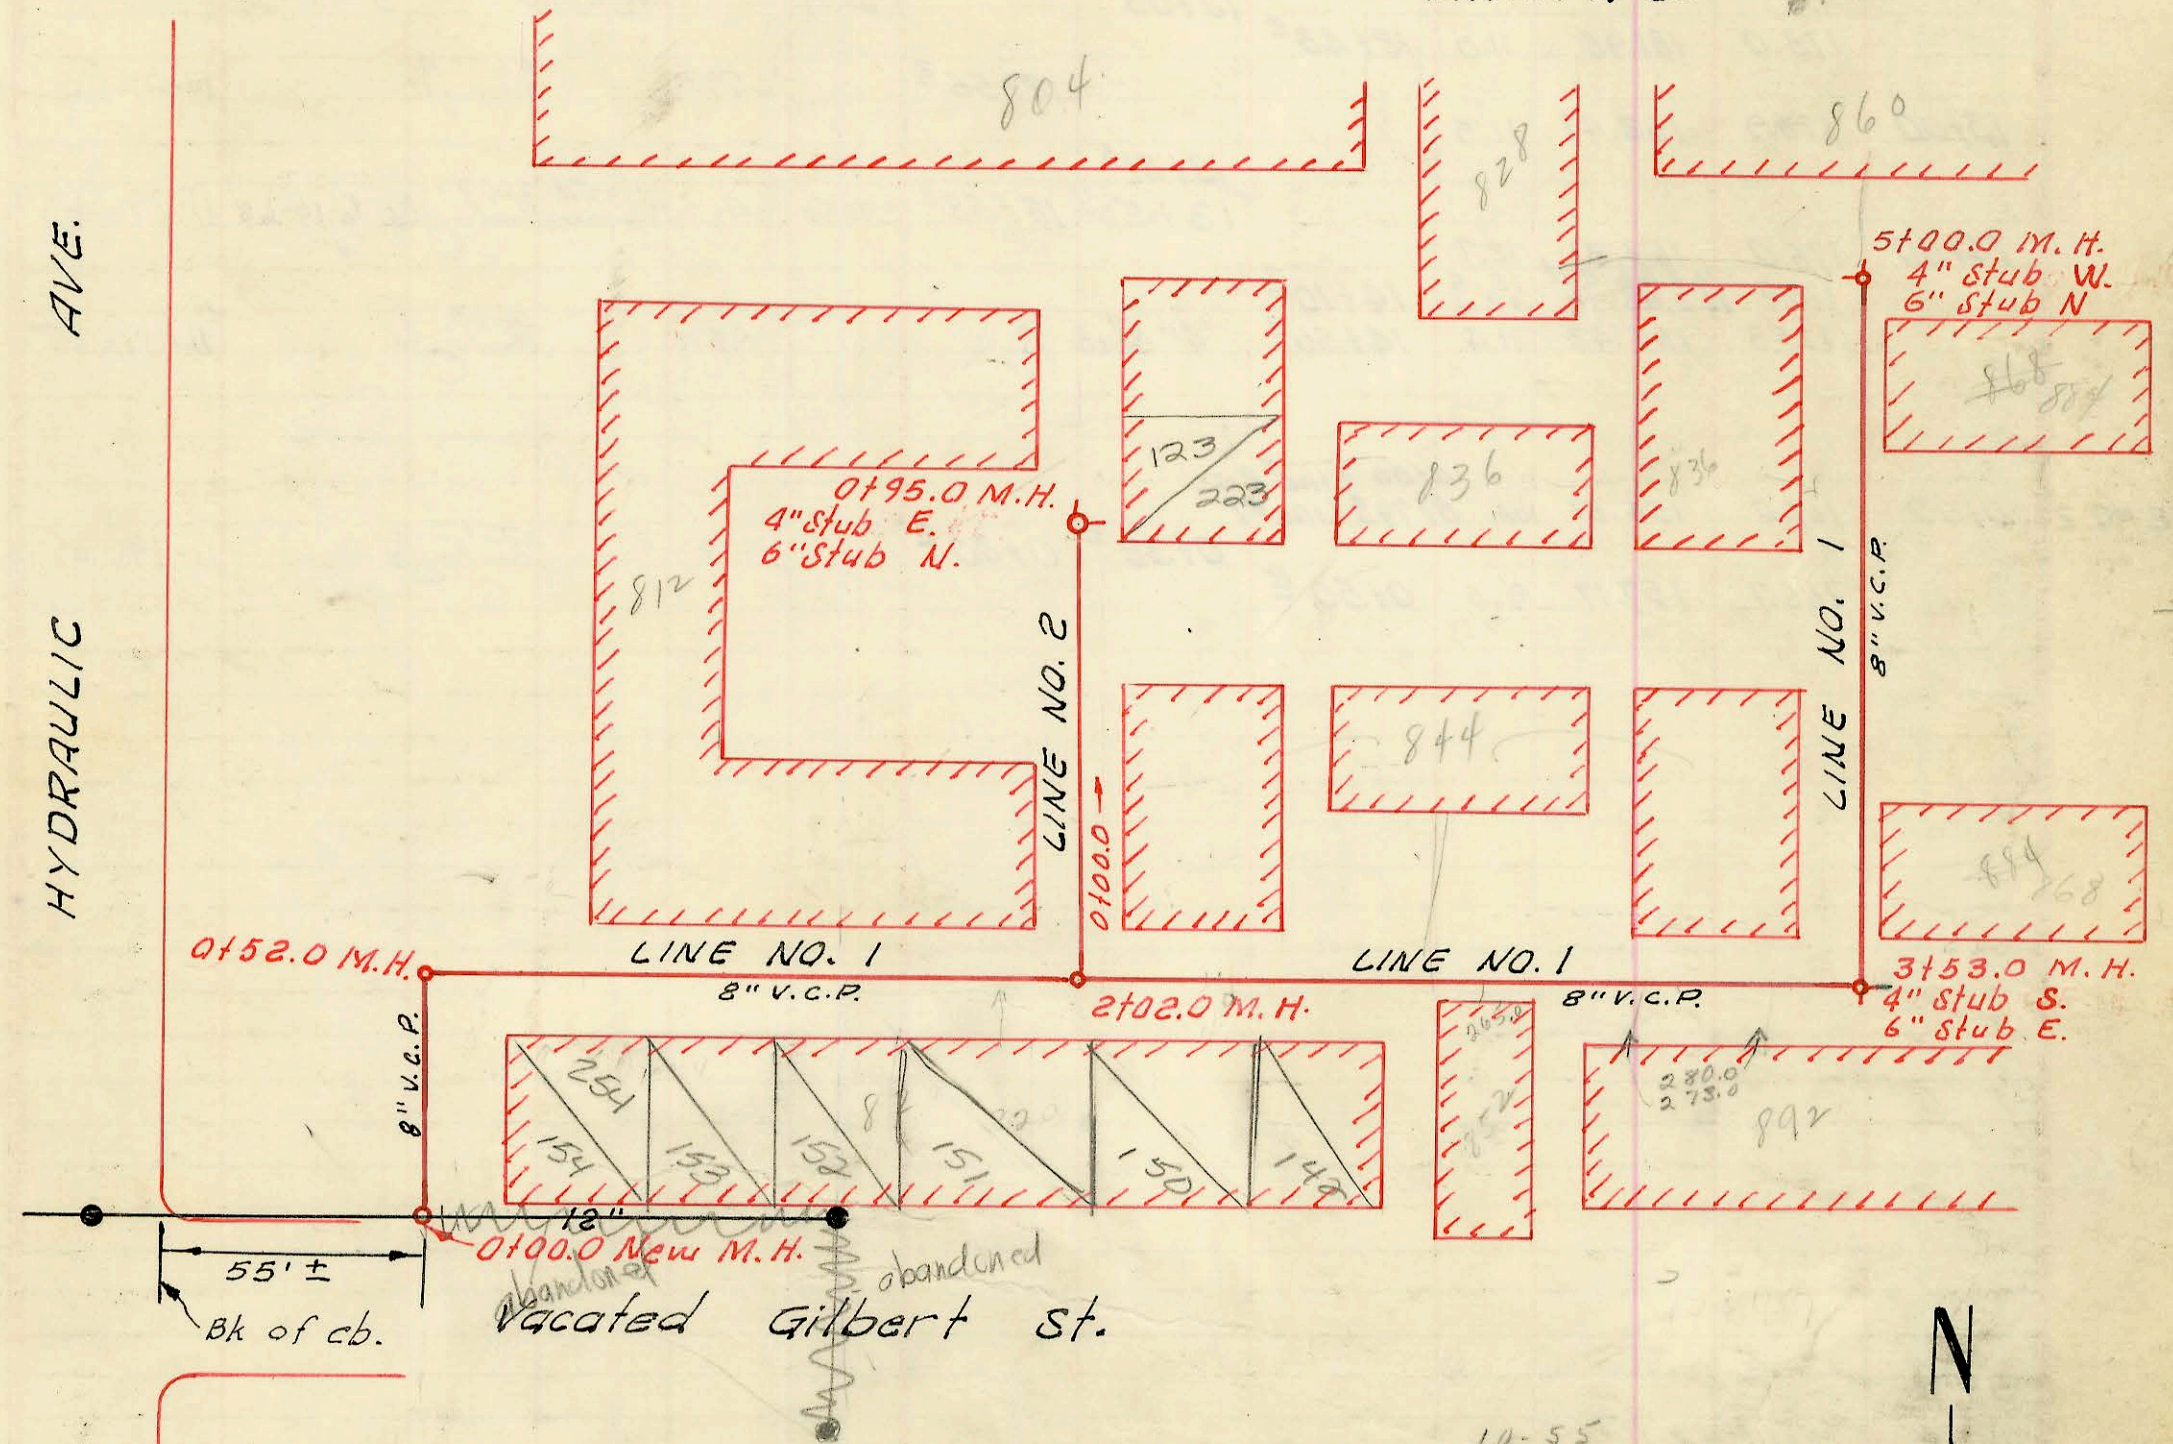 804
828
860
HYDRAULIC AVE.
5+00.0 M.H.
4" Stub W.
6" Stub N
868 884
123
223
836
836
0+95.0 M.H.
4" Stub E.
6" Stub N.
812
LINE NO. 2
0+00.0
LINE NO. 1
8" V.C.P.
844
884 868
0+52.0 M.H.
LINE NO. 1
8" V.C.P.
2+02.0 M.H.
LINE NO. 1
8" V.C.P.
3+53.0 M.H.
4" Stub S.
6" Stub E.
8" V.C.P.
254
154
153
152
151
150
265.0
852
280.0
273.0
892
12"
0+00.0 New M.H.
abandoned
abandoned
55' ±
Bk of cb.
Vacated Gilbert St.
N